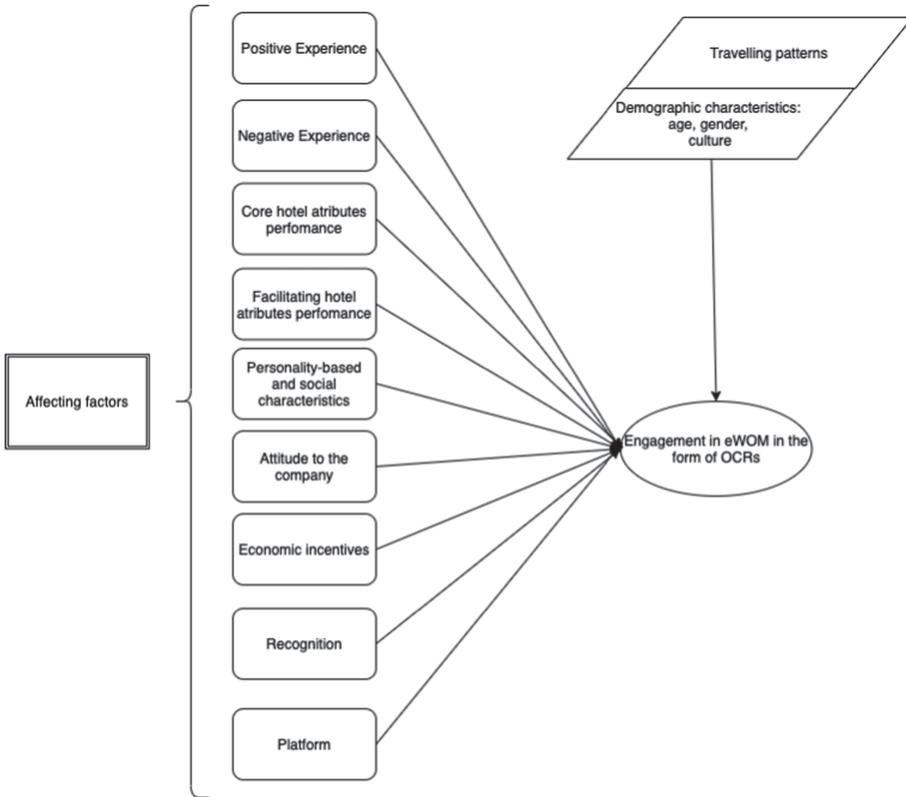 Positive Experience
Negative Experience
Core hotel atributes
perfomance
Facilitating hotel
atributes perfomance
Personality-based
and social
characteristics
Attitude to the
company
Economic incentives
Recognition
Platform
Affecting factors
Travelling patterns
Demographic characteristics:
age, gender,
culture
Engagement in eWOM in the
form of OCRs